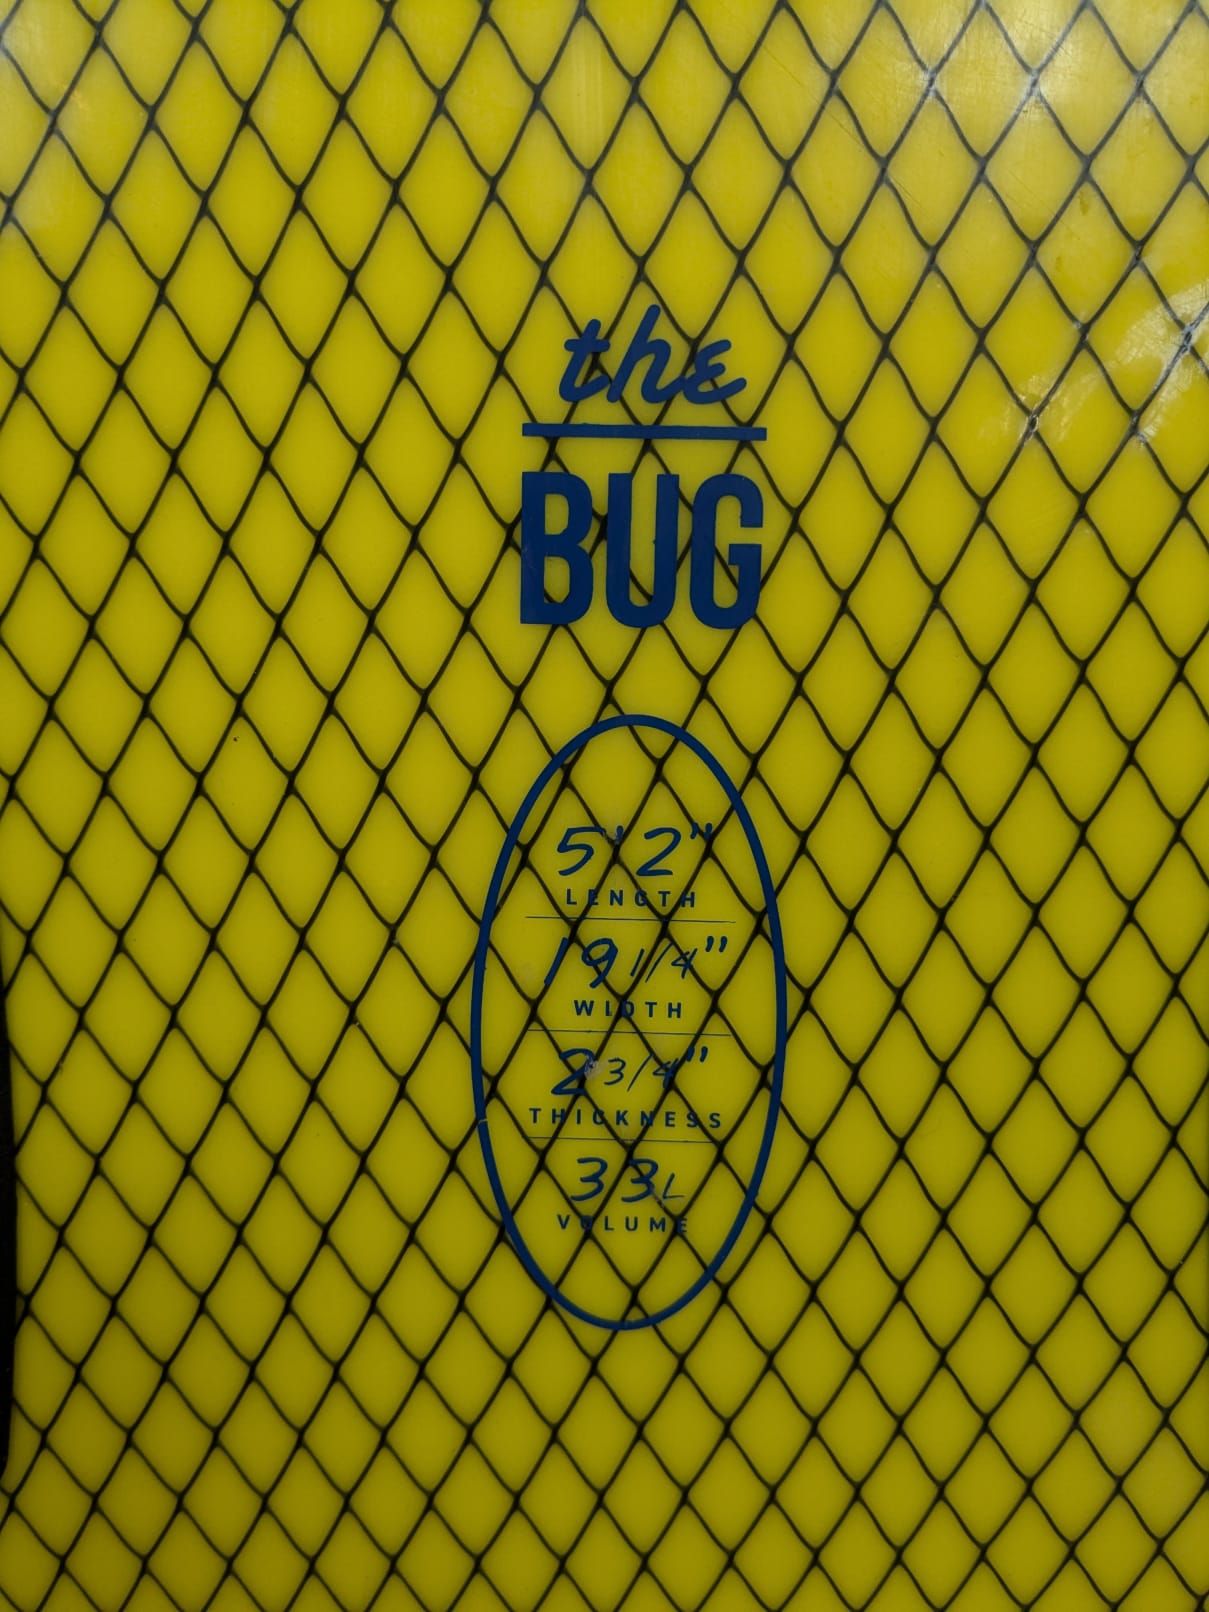 the
BUG
5'2"
LENGTH
19 1/4"
WIDTH
2 3/4"
THICKNESS
33L
VOLUME